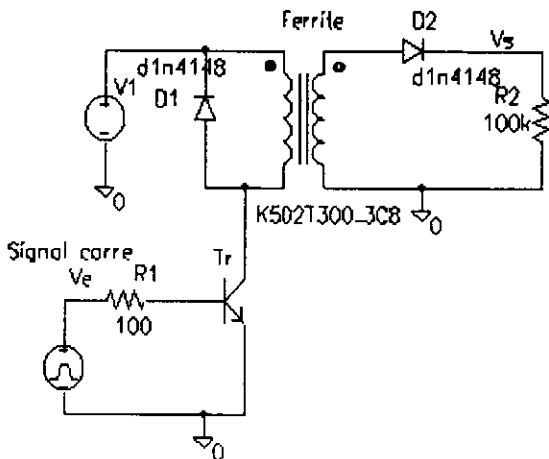 Ferrite
D2
V1
d1n4148
D1
d1n4148
Vs
R2
100k
0
0
K502T300_3C8
Signal carre
Ve
R1
100
Tr
0